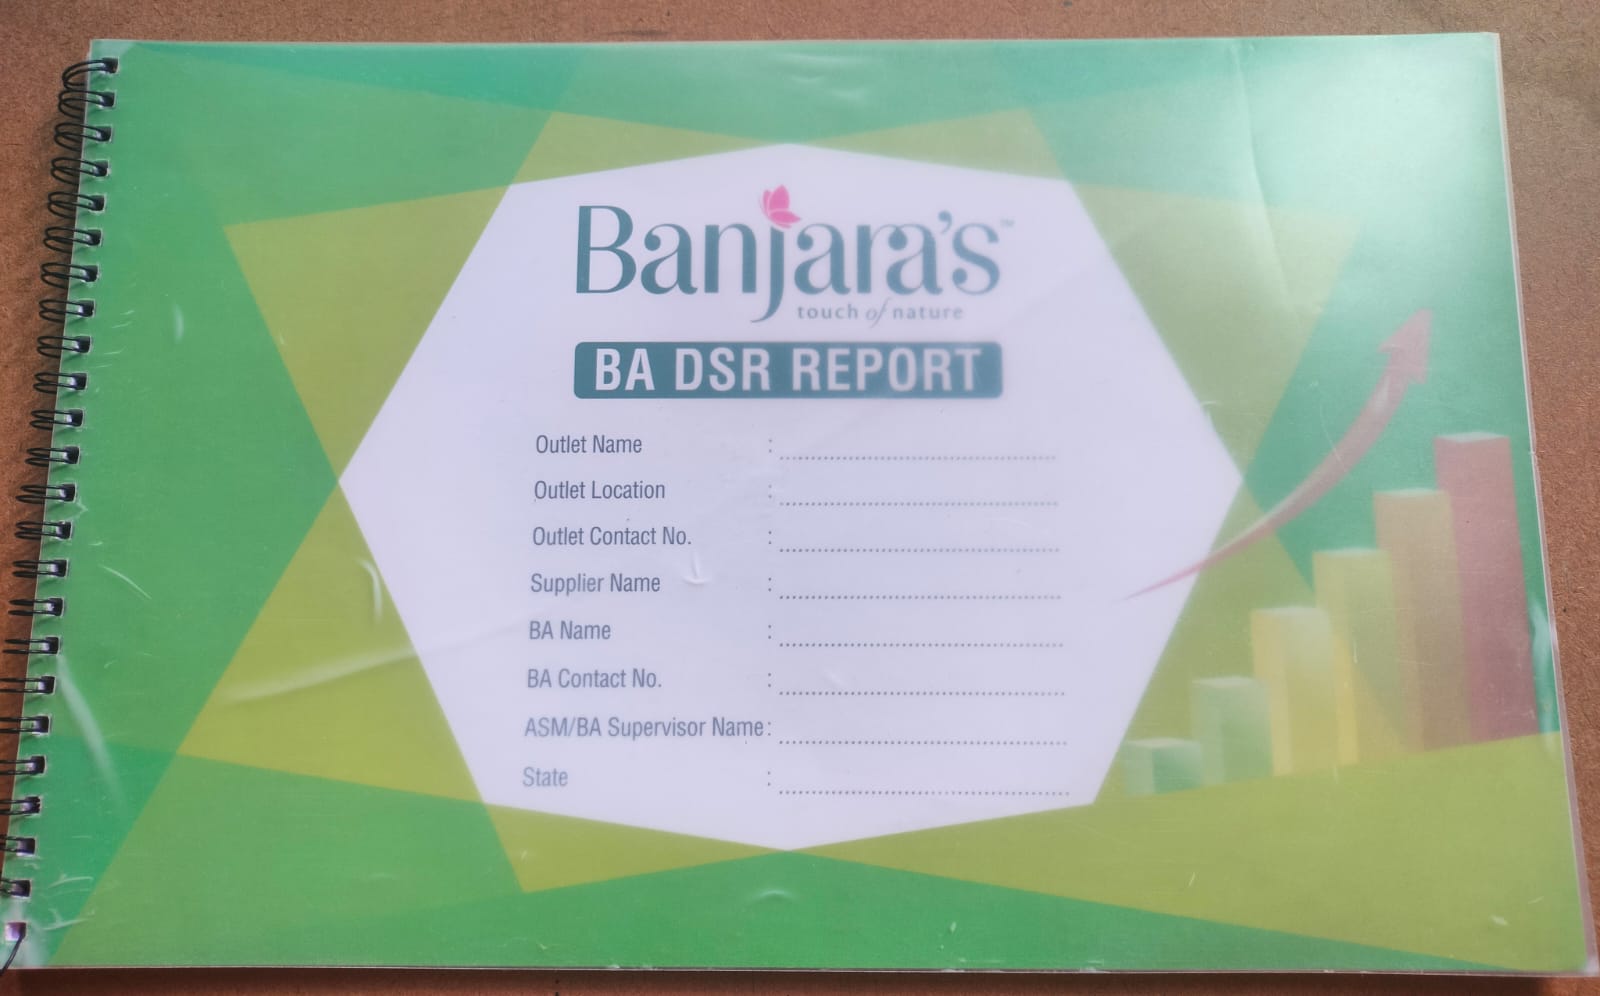 Banjara's™
touch of nature
BA DSR REPORT
Outlet Name :
Outlet Location :
Outlet Contact No. :
Supplier Name :
BA Name :
BA Contact No. :
ASM/BA Supervisor Name :
State :